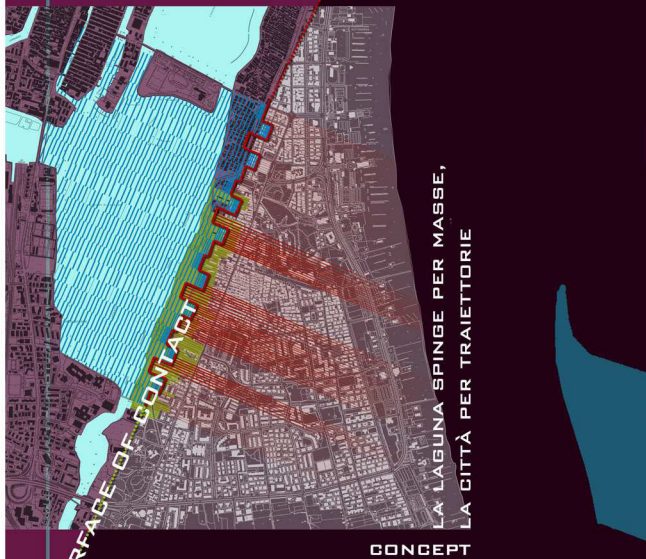 RFACE OF CONTACT
LA LAGUNA SPINGE PER MASSE,
LA CITTÀ PER TRAIETTORIE
CONCEPT